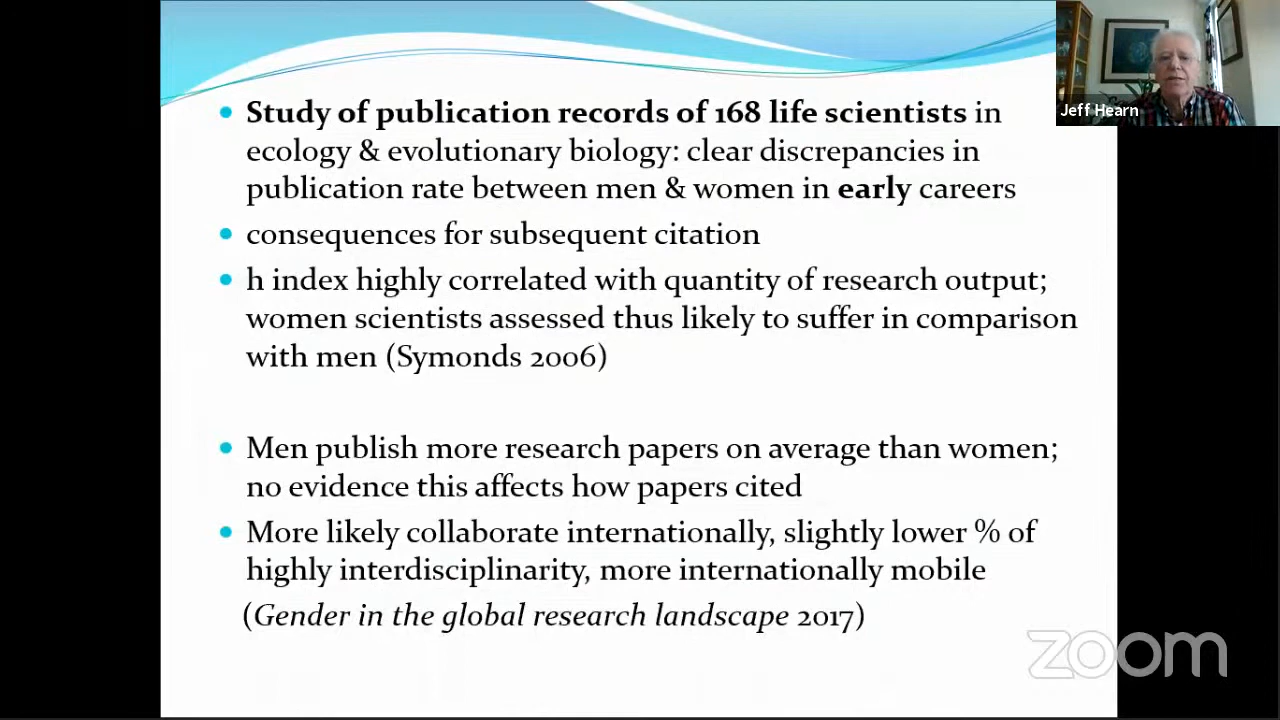 Study of publication records of 168 life scientists in
ecology & evolutionary biology: clear discrepancies in
publication rate between men & women in early careers
consequences for subsequent citation
h index highly correlated with quantity of research output;
women scientists assessed thus likely to suffer in comparison
with men (Symonds 2006)
Men publish more research papers on average than women;
no evidence this affects how papers cited
More likely collaborate internationally, slightly lower % of
highly interdisciplinarity, more internationally mobile
(Gender in the global research landscape 2017)
Jeff Hearn
zoom